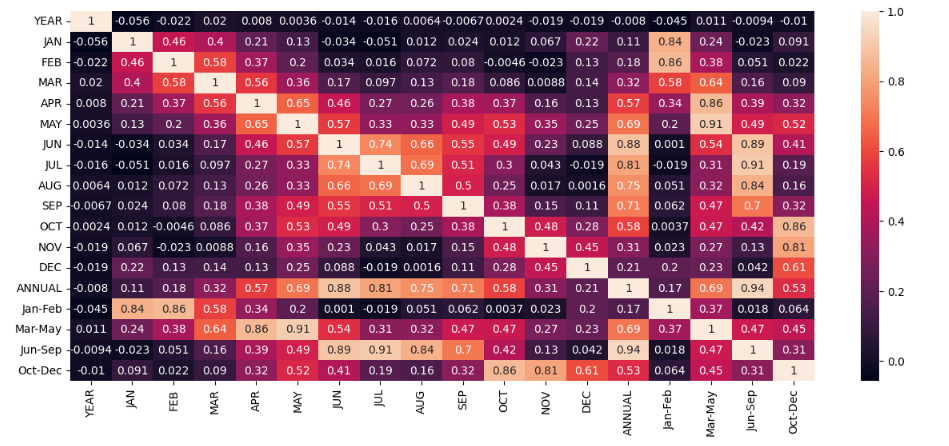 YEAR 1 -0.056 -0.022 0.02 0.008 0.0036 -0.014 -0.016 0.0064 -0.0067 0.0024 -0.019 -0.019 -0.008 -0.045 0.011 -0.0094 -0.01 1.0
JAN -0.056 1 0.46 0.4 0.21 0.13 -0.034 -0.051 0.012 0.024 0.012 0.067 0.22 0.11 0.84 0.24 -0.023 0.091
FEB -0.022 0.46 1 0.58 0.37 0.2 0.034 0.016 0.072 0.08 -0.0046 -0.023 0.13 0.18 0.86 0.38 0.051 0.022
MAR 0.02 0.4 0.58 1 0.56 0.36 0.17 0.097 0.13 0.18 0.086 0.0088 0.14 0.32 0.58 0.64 0.16 0.09 0.8
APR 0.008 0.21 0.37 0.56 1 0.65 0.46 0.27 0.26 0.38 0.37 0.16 0.13 0.57 0.34 0.86 0.39 0.32
MAY 0.0036 0.13 0.2 0.36 0.65 1 0.57 0.33 0.33 0.49 0.53 0.35 0.25 0.69 0.2 0.91 0.49 0.52
JUN -0.014 -0.034 0.034 0.17 0.46 0.57 1 0.74 0.66 0.55 0.49 0.23 0.088 0.88 0.001 0.54 0.89 0.41 0.6
JUL -0.016 -0.051 0.016 0.097 0.27 0.33 0.74 1 0.69 0.51 0.3 0.043 -0.019 0.81 -0.019 0.31 0.91 0.19
AUG 0.0064 0.012 0.072 0.13 0.26 0.33 0.66 0.69 1 0.5 0.25 0.017 0.0016 0.75 0.051 0.32 0.84 0.16
SEP -0.0067 0.024 0.08 0.18 0.38 0.49 0.55 0.51 0.5 1 0.38 0.15 0.11 0.71 0.062 0.47 0.7 0.32
OCT 0.0024 0.012 -0.0046 0.086 0.37 0.53 0.49 0.3 0.25 0.38 1 0.48 0.28 0.58 0.0037 0.47 0.42 0.86 0.4
NOV -0.019 0.067 -0.023 0.0088 0.16 0.35 0.23 0.043 0.017 0.15 0.48 1 0.45 0.31 0.023 0.27 0.13 0.81
DEC -0.019 0.22 0.13 0.14 0.13 0.25 0.088 -0.019 0.0016 0.11 0.28 0.45 1 0.21 0.2 0.23 0.042 0.61
ANNUAL -0.008 0.11 0.18 0.32 0.57 0.69 0.88 0.81 0.75 0.71 0.58 0.31 0.21 1 0.17 0.69 0.94 0.53 0.2
Jan-Feb -0.045 0.84 0.86 0.58 0.34 0.2 0.001 -0.019 0.051 0.062 0.0037 0.023 0.2 0.17 1 0.37 0.018 0.064
Mar-May 0.011 0.24 0.38 0.64 0.86 0.91 0.54 0.31 0.32 0.47 0.47 0.27 0.23 0.69 0.37 1 0.47 0.45
Jun-Sep -0.0094 -0.023 0.051 0.16 0.39 0.49 0.89 0.91 0.84 0.7 0.42 0.13 0.042 0.94 0.018 0.47 1 0.31 0.0
Oct-Dec -0.01 0.091 0.022 0.09 0.32 0.52 0.41 0.19 0.16 0.32 0.86 0.81 0.61 0.53 0.064 0.45 0.31 1
YEAR JAN FEB MAR APR MAY JUN JUL AUG SEP OCT NOV DEC ANNUAL Jan-Feb Mar-May Jun-Sep Oct-Dec